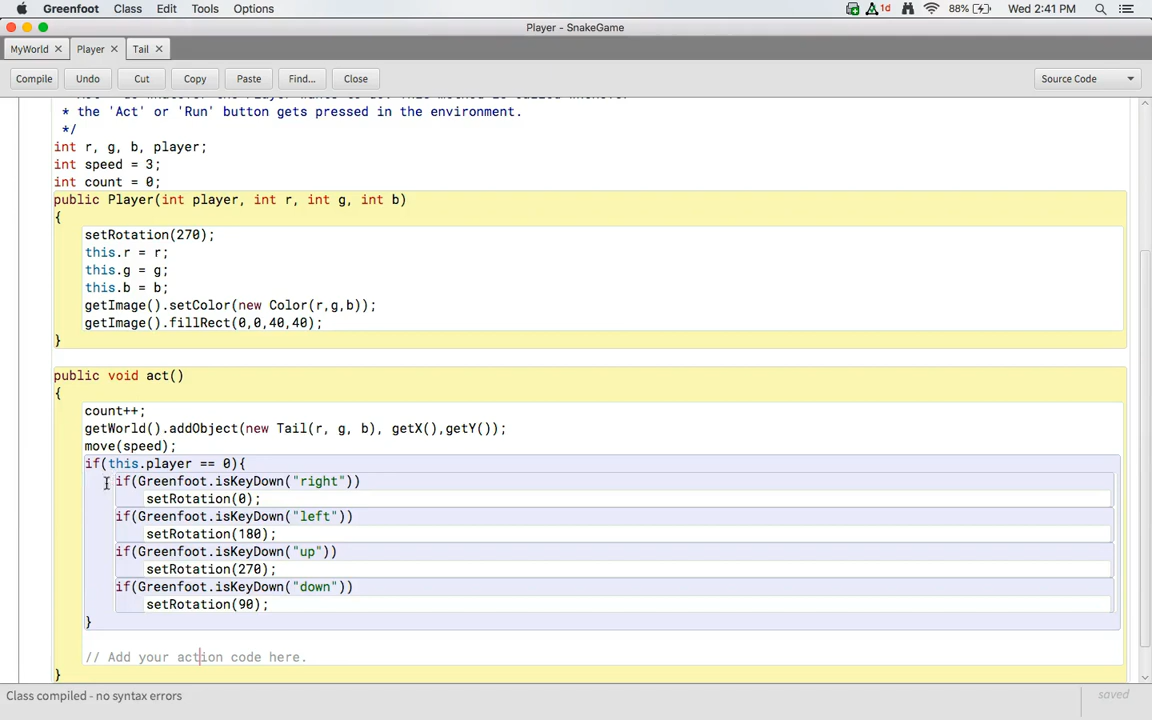 Greenfoot Class Edit Tools Options 1d 88% Wed 2:41 PM
Player - SnakeGame
MyWorld Player Tail
Compile Undo Cut Copy Paste Find... Close Source Code
* the 'Act' or 'Run' button gets pressed in the environment.
*/
int r, g, b, player;
int speed = 3;
int count = 0;
public Player(int player, int r, int g, int b)
{
setRotation(270);
this.r = r;
this.g = g;
this.b = b;
getImage().setColor(new Color(r,g,b));
getImage().fillRect(0,0,40,40);
}
public void act()
{
count++;
getWorld().addObject(new Tail(r, g, b), getX(),getY());
move(speed);
if(this.player == 0){
if(Greenfoot.isKeyDown("right"))
setRotation(0);
if(Greenfoot.isKeyDown("left"))
setRotation(180);
if(Greenfoot.isKeyDown("up"))
setRotation(270);
if(Greenfoot.isKeyDown("down"))
setRotation(90);
}
// Add your action code here.
}
Class compiled - no syntax errors saved